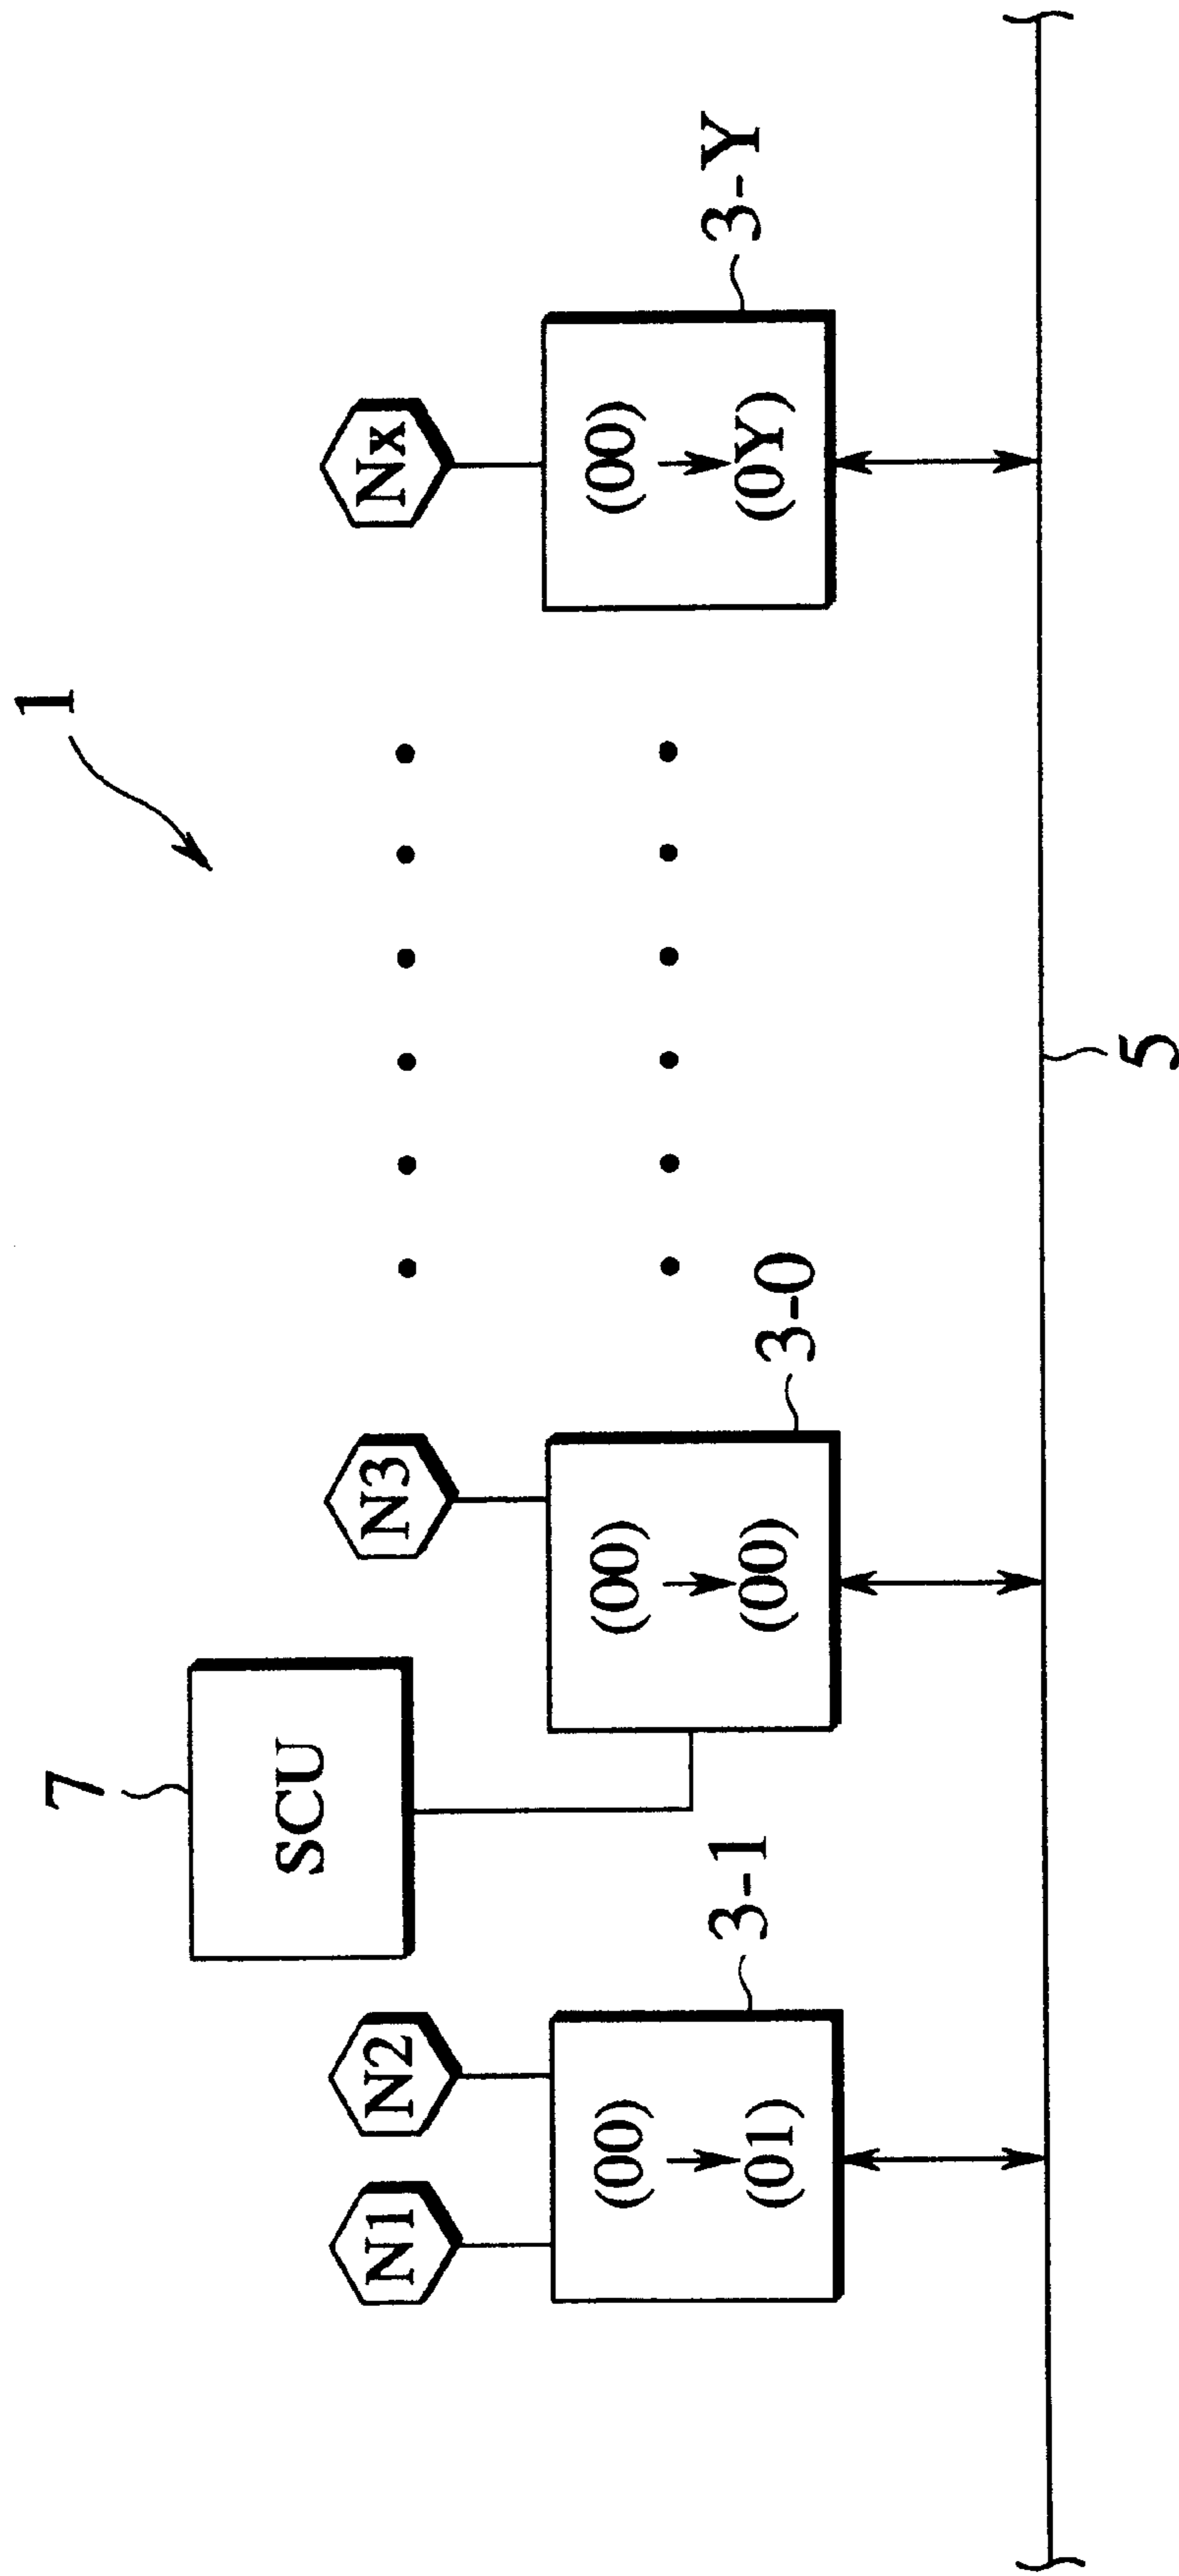 1
7
SCU
N1
N2
N3
Nx
3-1
3-0
3-Y
(00)
(01)
(00)
(00)
(00)
(0Y)
5